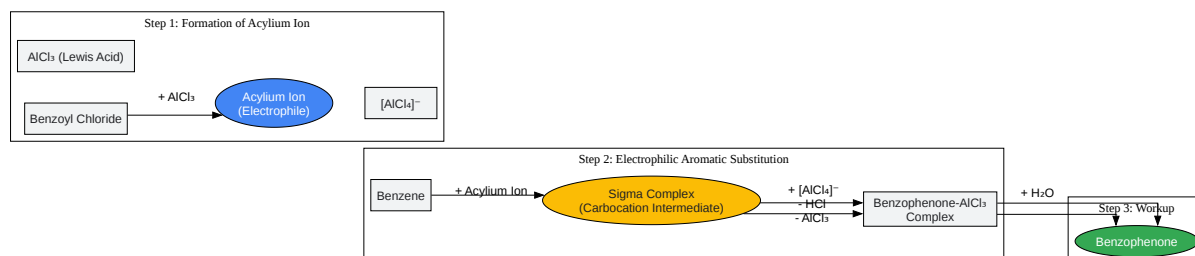 Step 1: Formation of Acylium Ion
AlCl₃ (Lewis Acid)
Benzoyl Chloride
+ AlCl₃
Acylium Ion
(Electrophile)
[AlCl₄]⁻
Step 2: Electrophilic Aromatic Substitution
Benzene
+ Acylium Ion
Sigma Complex
(Carbocation Intermediate)
+ [AlCl₄]⁻
- HCl
- AlCl₃
Benzophenone-AlCl₃
Complex
+ H₂O
Step 3: Workup
Benzophenone